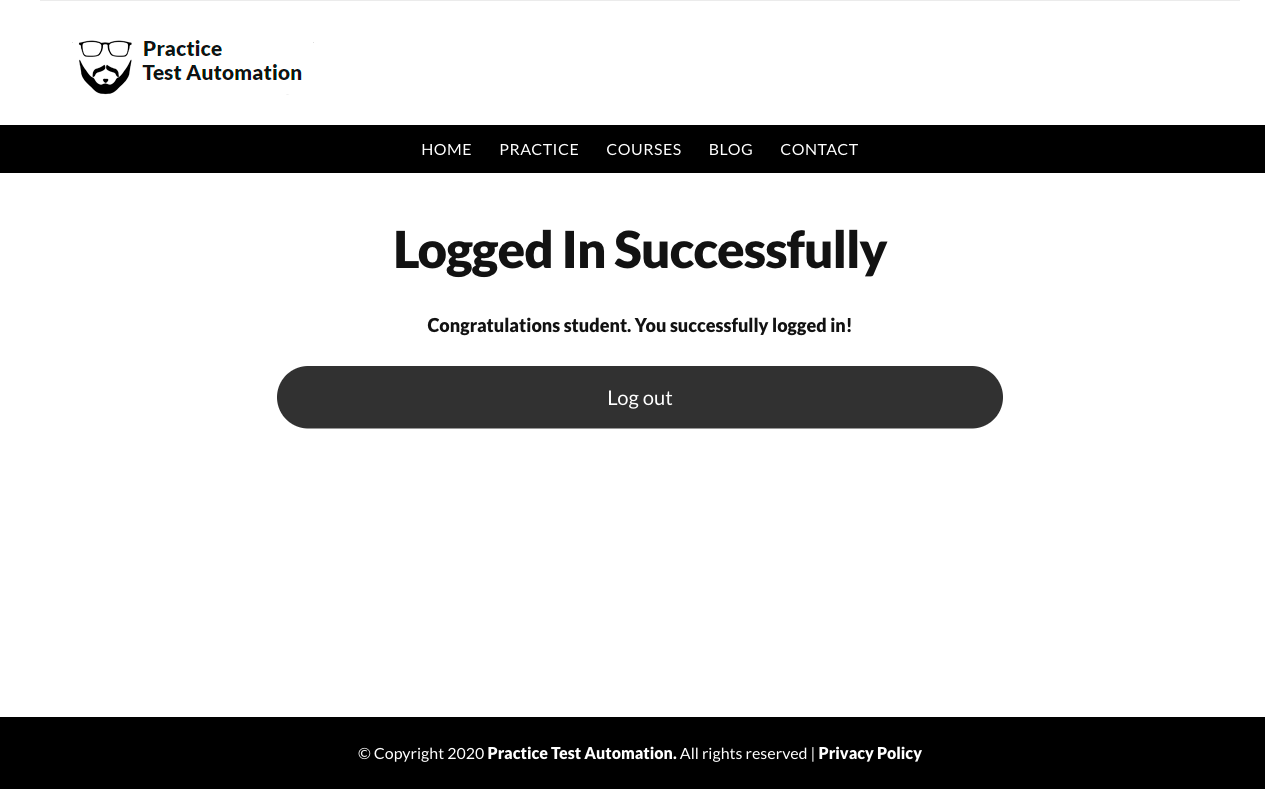 Practice
Test Automation
HOME PRACTICE COURSES BLOG CONTACT
Logged In Successfully
Congratulations student. You successfully logged in!
Log out
© Copyright 2020 Practice Test Automation. All rights reserved | Privacy Policy